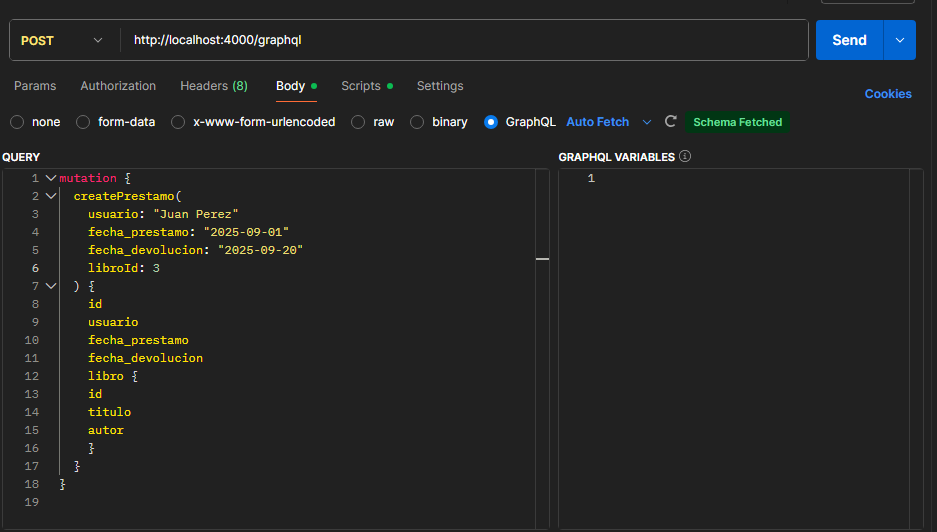 POST http://localhost:4000/graphql Send
Params Authorization Headers (8) Body Scripts Settings Cookies
none form-data x-www-form-urlencoded raw binary GraphQL Auto Fetch Schema Fetched
QUERY
1 mutation {
2 createPrestamo(
3 usuario: "Juan Perez"
4 fecha_prestamo: "2025-09-01"
5 fecha_devolucion: "2025-09-20"
6 libroId: 3
7 ) {
8 id
9 usuario
10 fecha_prestamo
11 fecha_devolucion
12 libro {
13 id
14 titulo
15 autor
16 }
17 }
18 }
19
GRAPHQL VARIABLES
1